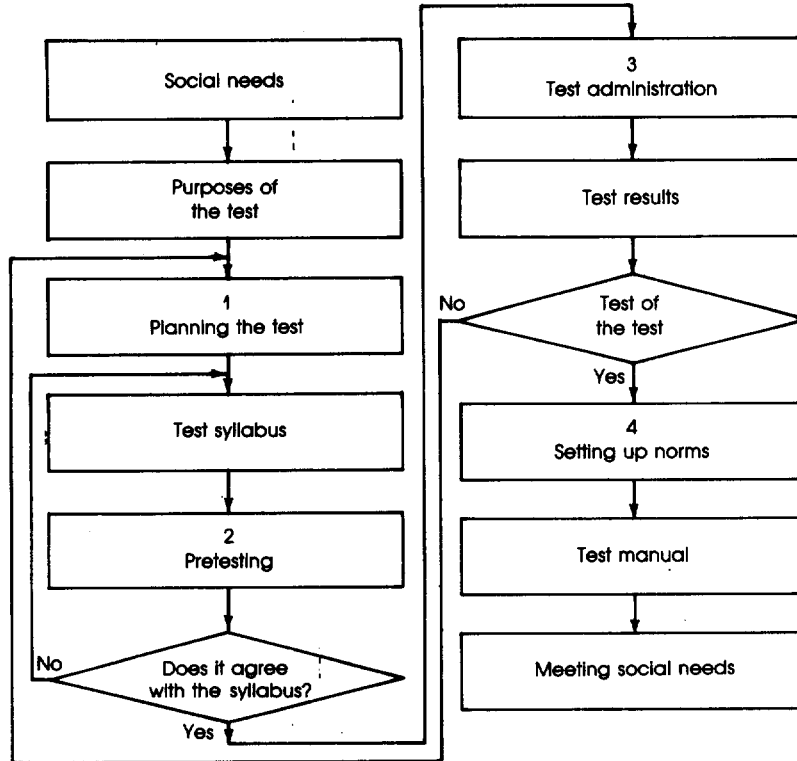 Social needs
Purposes of
the test
1
Planning the test
Test syllabus
2
Pretesting
Does it agree
with the syllabus?
No
Yes
3
Test administration
Test results
Test of
the test
No
Yes
4
Setting up norms
Test manual
Meeting social needs